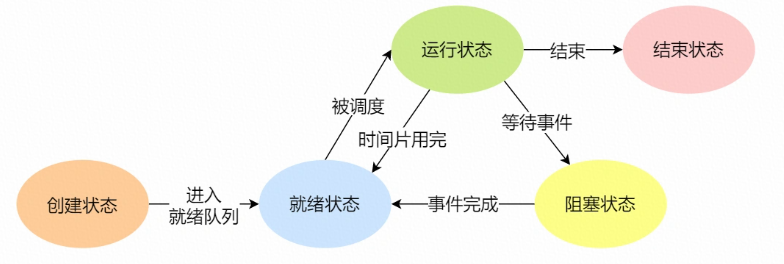 运行状态
结束
结束状态
被调度
时间片用完
等待事件
创建状态
进入
就绪队列
就绪状态
事件完成
阻塞状态